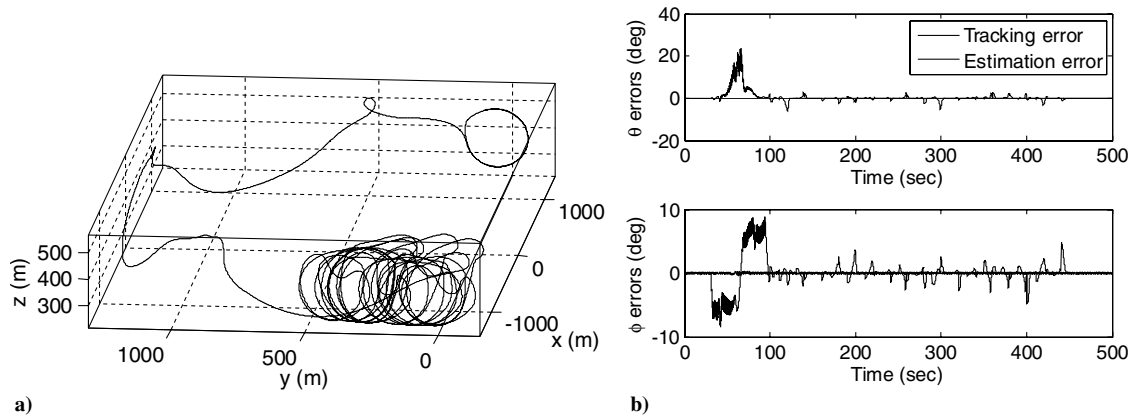 500
400
300
z (m)
1000
500
0
y (m)
1000
0
-1000
x (m)
a)
40
20
0
-20
θ errors (deg)
Tracking error
Estimation error
0
100
200
300
400
500
Time (sec)
10
0
-10
ϕ errors (deg)
0
100
200
300
400
500
Time (sec)
b)